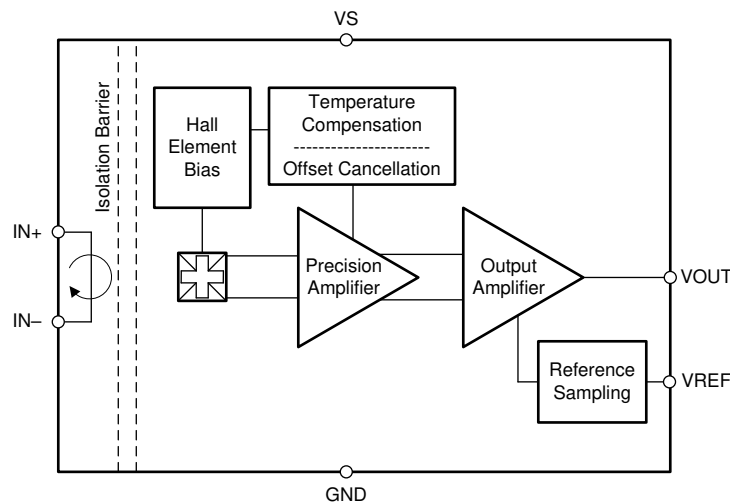 VS
Isolation Barrier
Hall
Element
Bias
Temperature
Compensation
Offset Cancellation
IN+
IN–
Precision
Amplifier
Output
Amplifier
VOUT
Reference
Sampling
VREF
GND